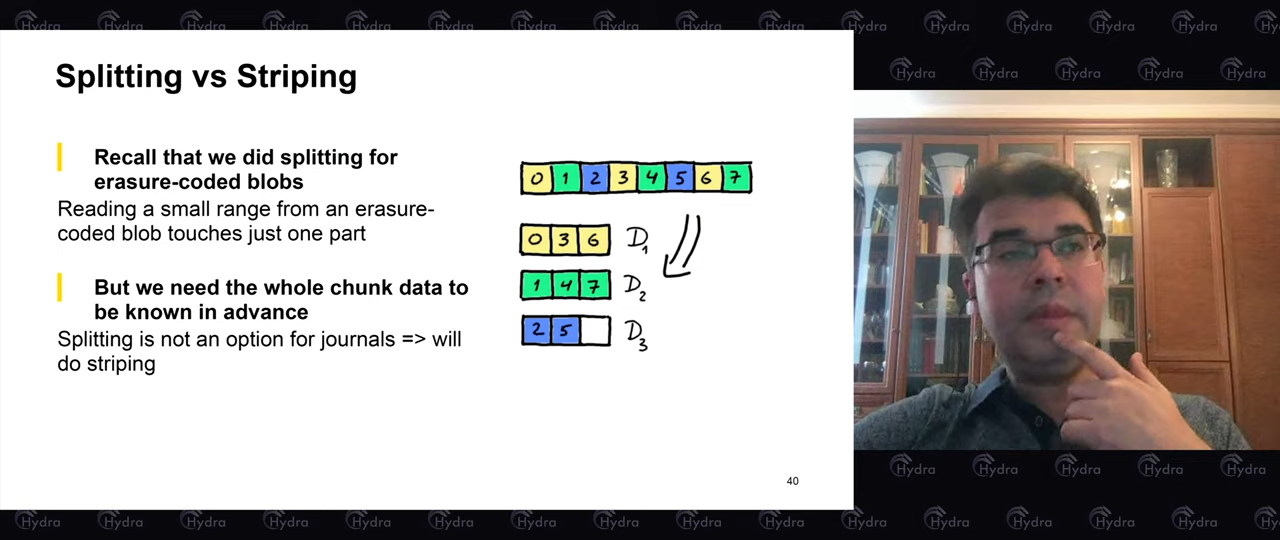 Splitting vs Striping
Recall that we did splitting for
erasure-coded blobs
Reading a small range from an erasure-
coded blob touches just one part
But we need the whole chunk data to
be known in advance
Splitting is not an option for journals => will
do striping
0 1 2 3 4 5 6 7
0 3 6 D1
1 4 7 D2
2 5 D3
40
Hydra